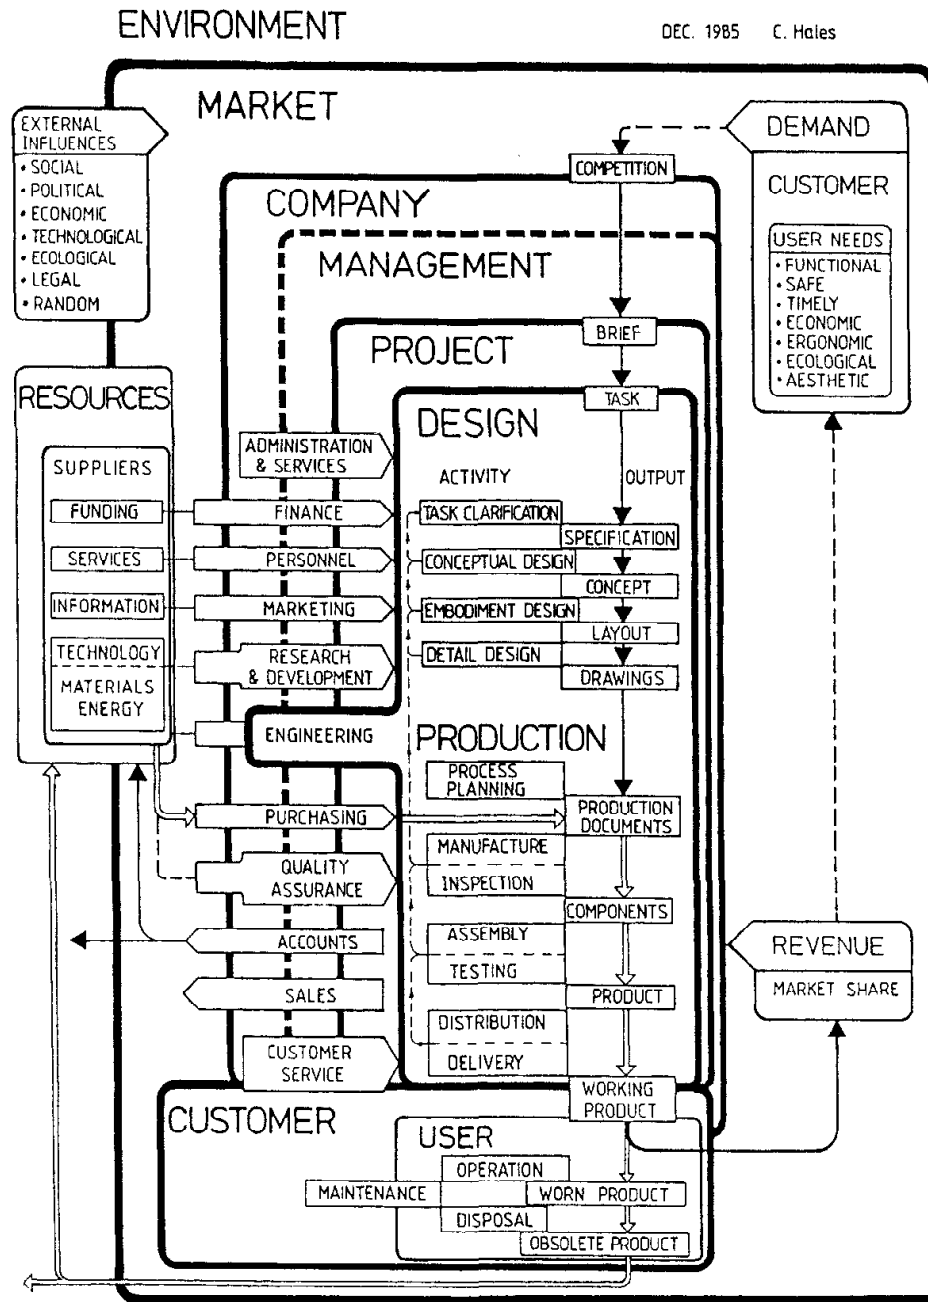 ENVIRONMENT
DEC. 1985 C. Hales
MARKET
EXTERNAL
INFLUENCES
• SOCIAL
• POLITICAL
• ECONOMIC
• TECHNOLOGICAL
• ECOLOGICAL
• LEGAL
• RANDOM
DEMAND
CUSTOMER
USER NEEDS
• FUNCTIONAL
• SAFE
• TIMELY
• ECONOMIC
• ERGONOMIC
• ECOLOGICAL
• AESTHETIC
COMPETITION
COMPANY
MANAGEMENT
BRIEF
PROJECT
TASK
RESOURCES
SUPPLIERS
FUNDING
SERVICES
INFORMATION
TECHNOLOGY
MATERIALS
ENERGY
ADMINISTRATION
& SERVICES
FINANCE
PERSONNEL
MARKETING
RESEARCH
& DEVELOPMENT
ENGINEERING
PURCHASING
QUALITY
ASSURANCE
ACCOUNTS
SALES
CUSTOMER
SERVICE
DESIGN
ACTIVITY
OUTPUT
TASK CLARIFICATION
SPECIFICATION
CONCEPTUAL DESIGN
CONCEPT
EMBODIMENT DESIGN
LAYOUT
DETAIL DESIGN
DRAWINGS
PRODUCTION
PROCESS
PLANNING
PRODUCTION
DOCUMENTS
MANUFACTURE
INSPECTION
COMPONENTS
ASSEMBLY
TESTING
PRODUCT
DISTRIBUTION
DELIVERY
WORKING
PRODUCT
REVENUE
MARKET SHARE
CUSTOMER
USER
OPERATION
MAINTENANCE
WORN PRODUCT
DISPOSAL
OBSOLETE PRODUCT